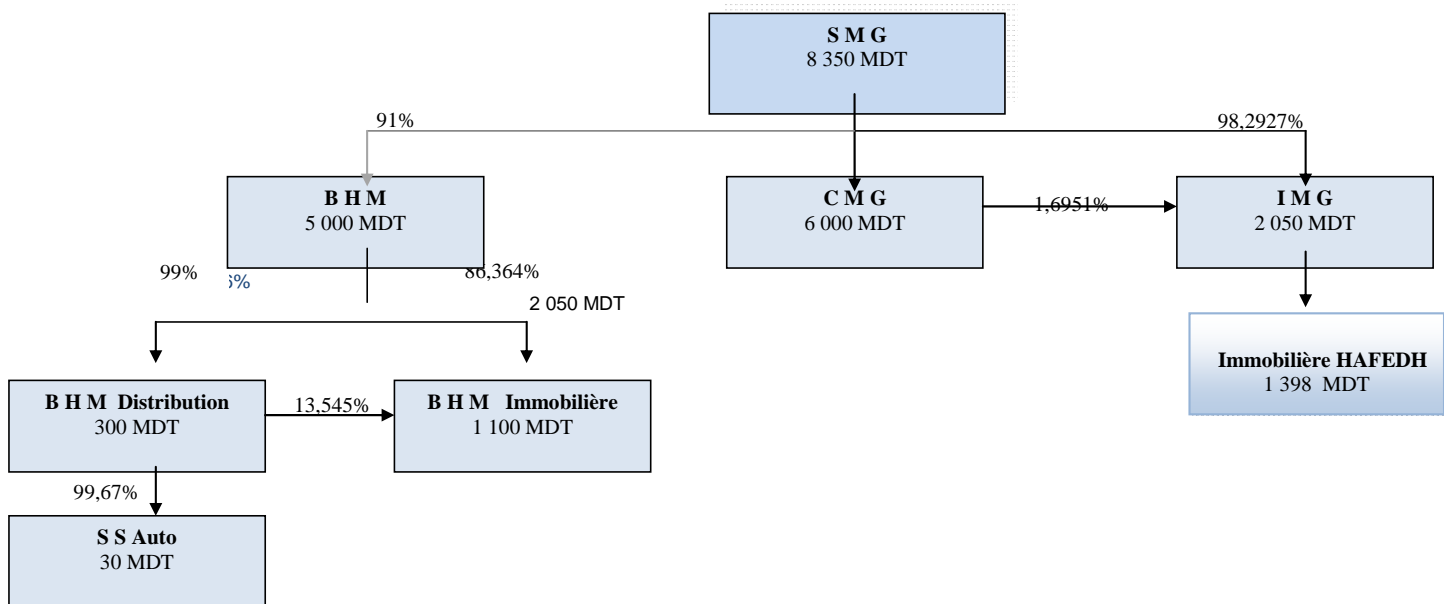 S M G
8 350 MDT
91%
98,2927%
B H M
5 000 MDT
C M G
6 000 MDT
1,6951%
I M G
2 050 MDT
99%
86,364%
2 050 MDT
Immobilière HAFEDH
1 398 MDT
B H M Distribution
300 MDT
13,545%
B H M Immobilière
1 100 MDT
99,67%
S S Auto
30 MDT